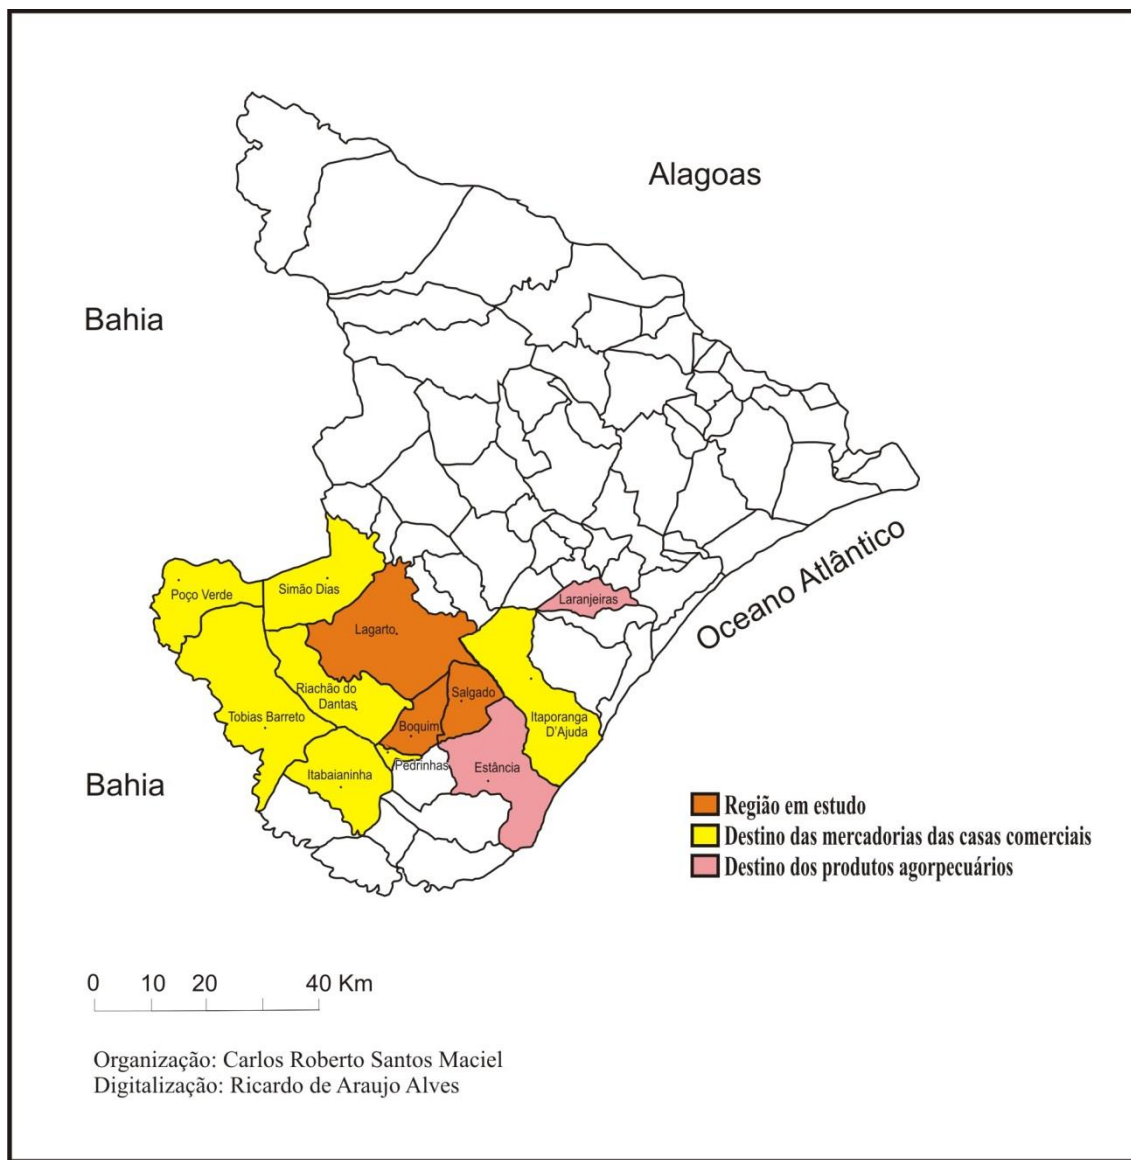 Alagoas
Bahia
Oceano Atlântico
Poço Verde
Simão Dias
Laranjeiras
Lagarto
Riachão do
Dantas
Salgado
Tobias Barreto
Boquim
Itaporanga
D'Ajuda
Pedrinhas
Estância
Itabaianinha
Bahia
Região em estudo
Destino das mercadorias das casas comerciais
Destino dos produtos agorpecuários
0 10 20 40 Km
Organização: Carlos Roberto Santos Maciel
Digitalização: Ricardo de Araujo Alves